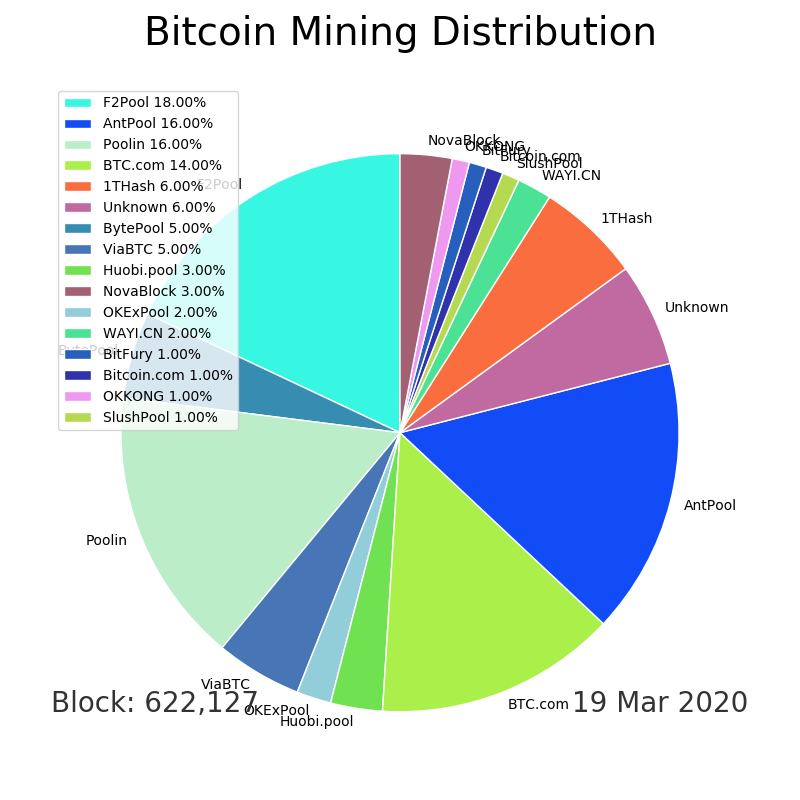 Bitcoin Mining Distribution
F2Pool 18.00%
AntPool 16.00%
Poolin 16.00%
BTC.com 14.00%
1THash 6.00%
Unknown 6.00%
BytePool 5.00%
ViaBTC 5.00%
Huobi.pool 3.00%
NovaBlock 3.00%
OKExPool 2.00%
WAYI.CN 2.00%
BitFury 1.00%
Bitcoin.com 1.00%
OKKONG 1.00%
SlushPool 1.00%
NovaBlock
OKKONG
BitFury
Bitcoin.com
SlushPool
WAYI.CN
1THash
Unknown
AntPool
BTC.com
Huobi.pool
OKExPool
ViaBTC
Poolin
BytePool
F2Pool
Block: 622,127
19 Mar 2020